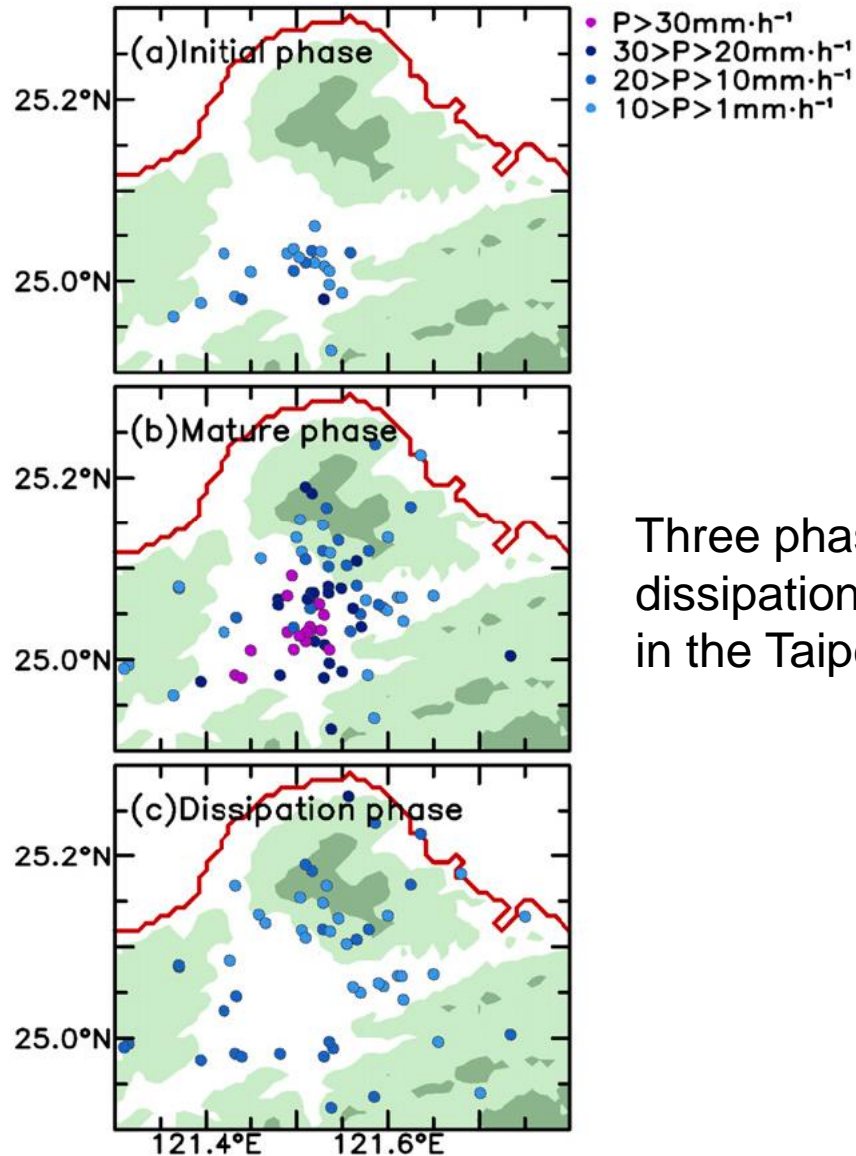 (a)Initial phase
P>30mm·h⁻¹
30>P>20mm·h⁻¹
20>P>10mm·h⁻¹
10>P>1mm·h⁻¹
25.2°N
25.0°N
(b)Mature phase
25.2°N
25.0°N
Three phas
dissipation
in the Taipe
(c)Dissipation phase
25.2°N
25.0°N
121.4°E
121.6°E